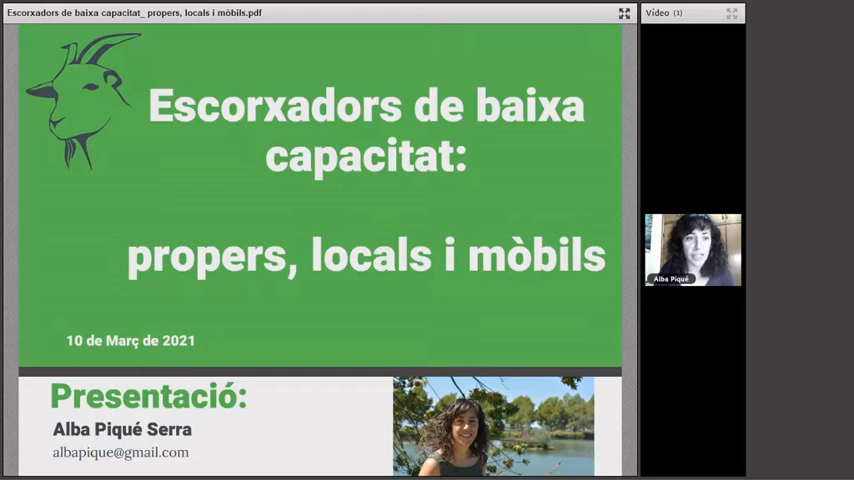 Escorxadors de baixa capacitat_ propers, locals i mòbils.pdf
Vídeo (1)
Escorxadors de baixa
capacitat:
propers, locals i mòbils
10 de Març de 2021
Alba Piqué
Presentació:
Alba Piqué Serra
albapique@gmail.com